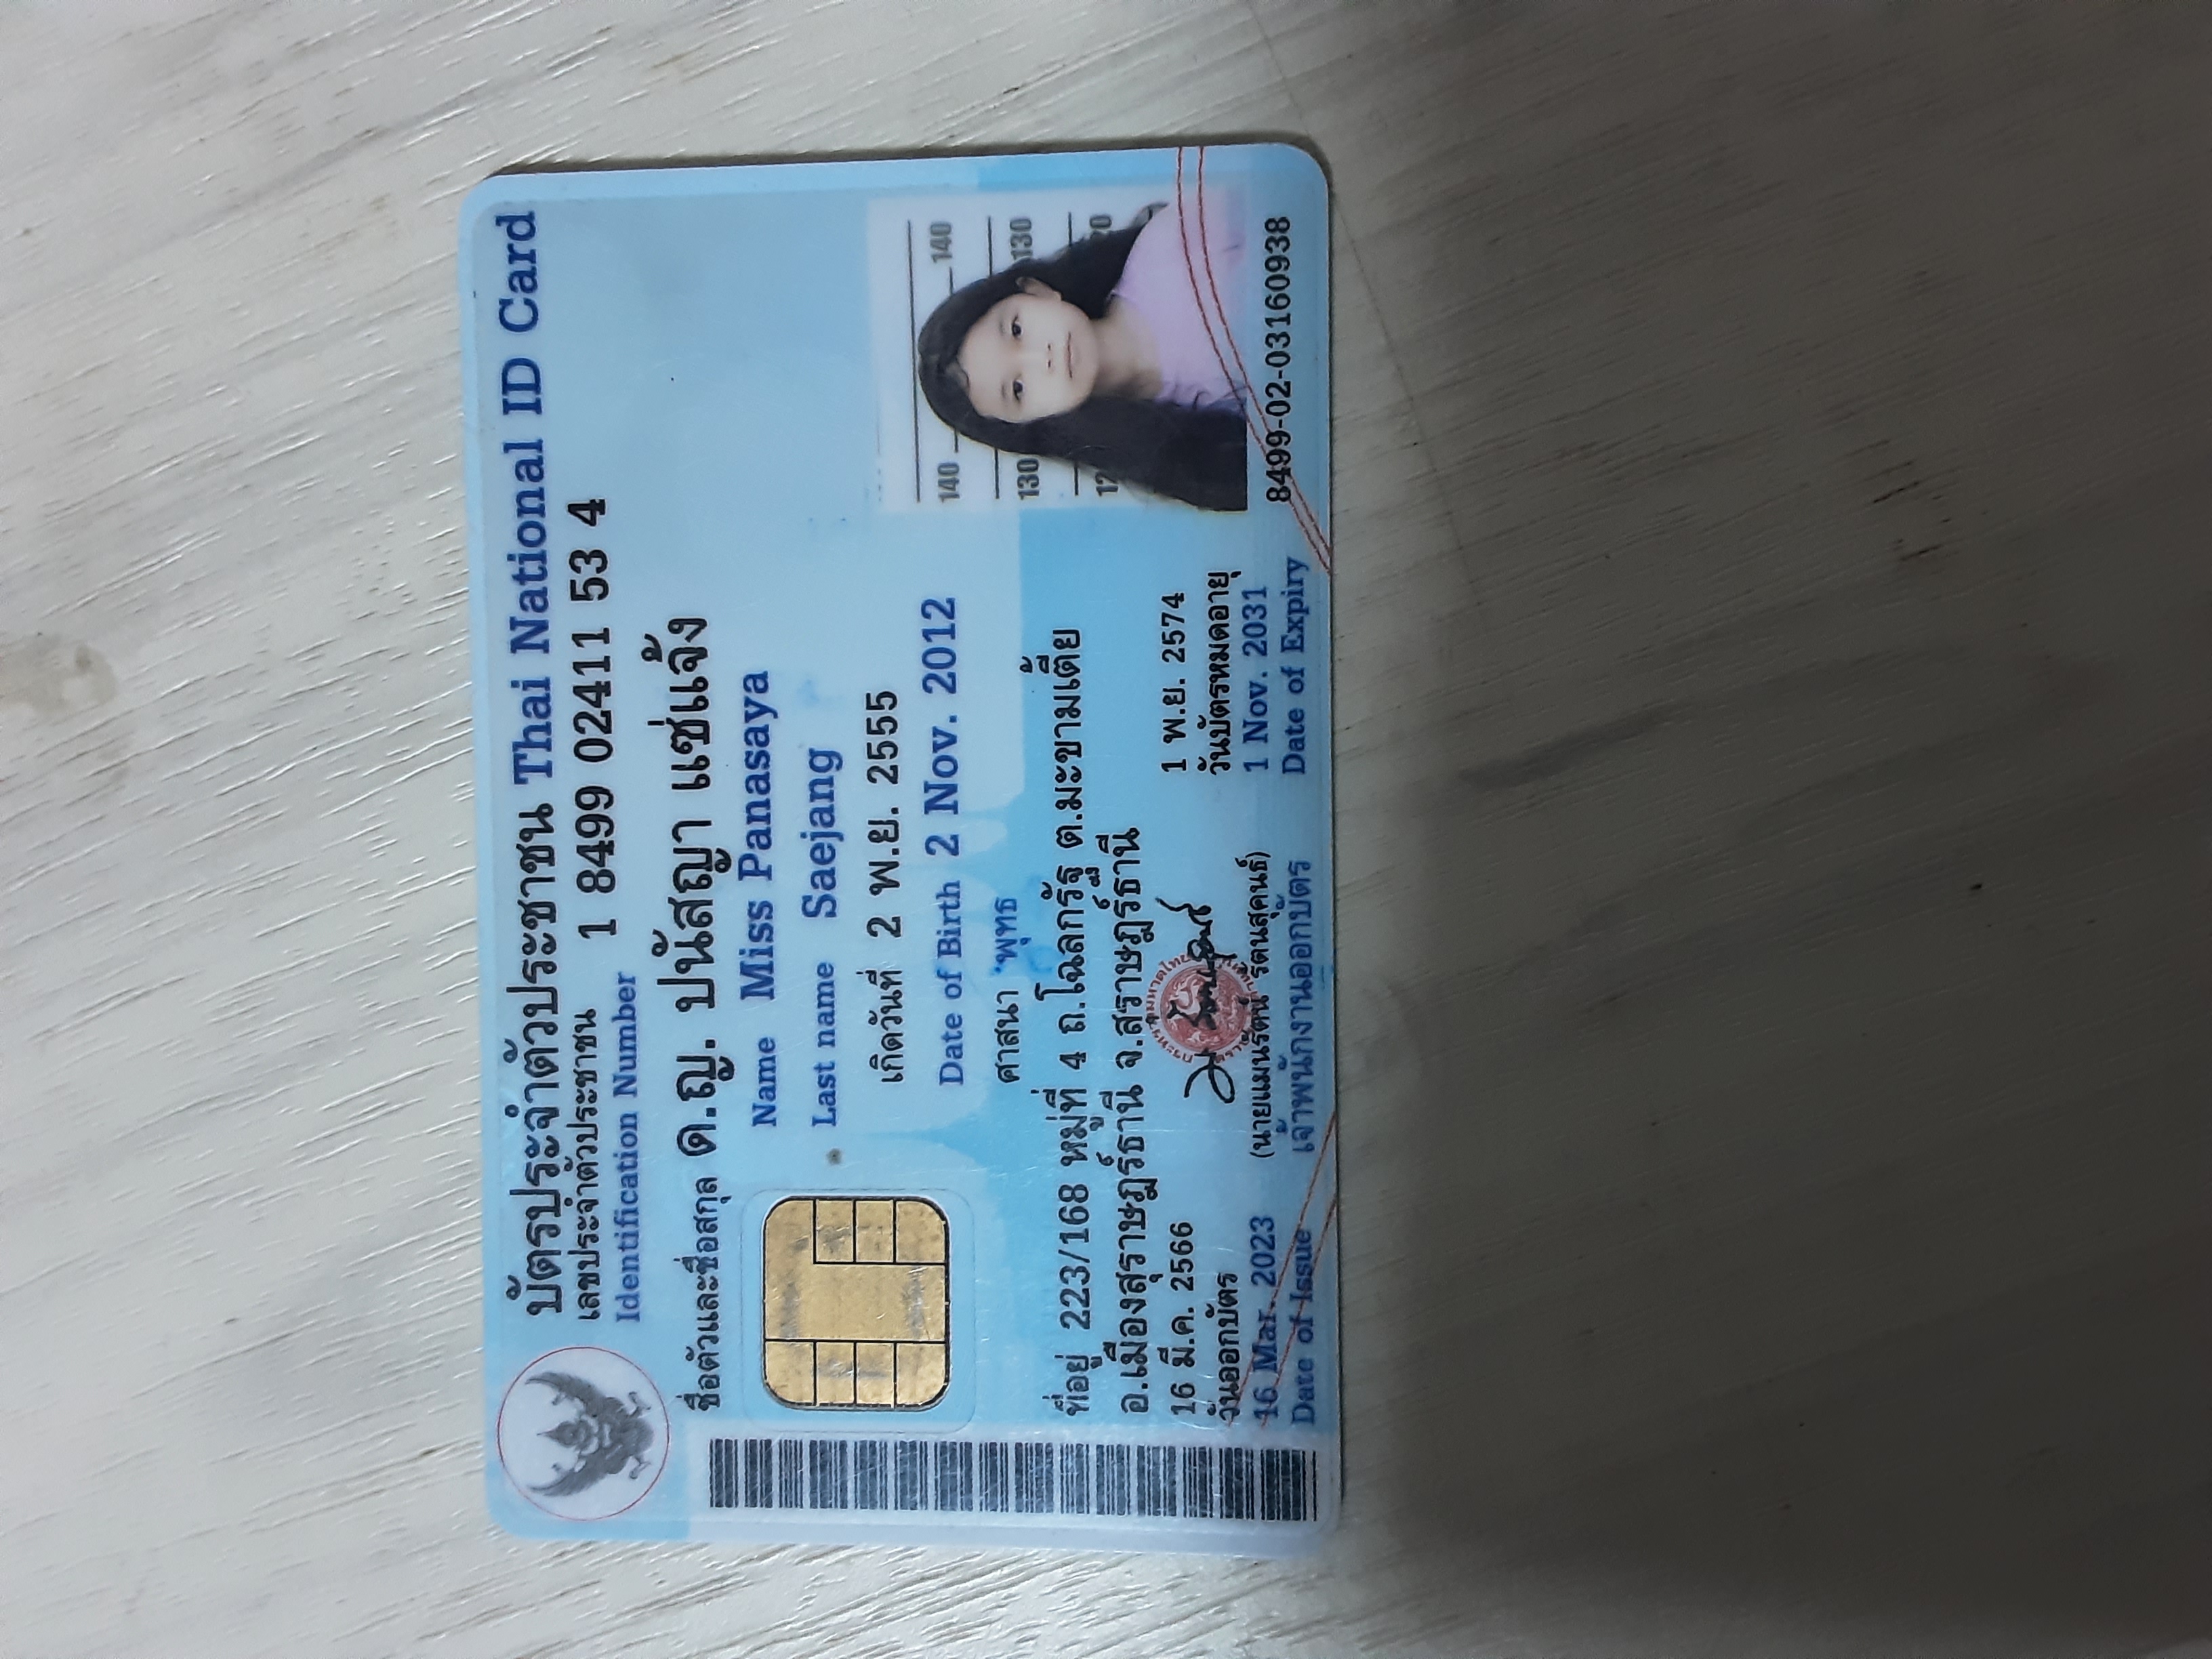 บัตรประจำตัวประชาชน Thai National ID Card
เลขประจำตัวประชาชน 1 8499 02411 53 4
Identification Number
ชื่อตัวและชื่อสกุล ด.ญ. ปนัสญา แซ่แจ้ง
Name Miss Panasaya
Last name Saejang
เกิดวันที่ 2 พ.ย. 2555
Date of Birth 2 Nov. 2012
ศาสนา พุทธ
ที่อยู่ 223/168 หมู่ที่ 4 ถ.โฉลกรัฐ ต.มะขามเตี้ย
อ.เมืองสุราษฎร์ธานี จ.สุราษฎร์ธานี
16 มี.ค. 2566
วันออกบัตร
16 Mar. 2023
Date of Issue
(นายแมนรัตน์ รัตนสุคนธ์)
เจ้าพนักงานออกบัตร
1 พ.ย. 2574
วันบัตรหมดอายุ
1 Nov. 2031
Date of Expiry
140 140
130 130
8499-02-03160938